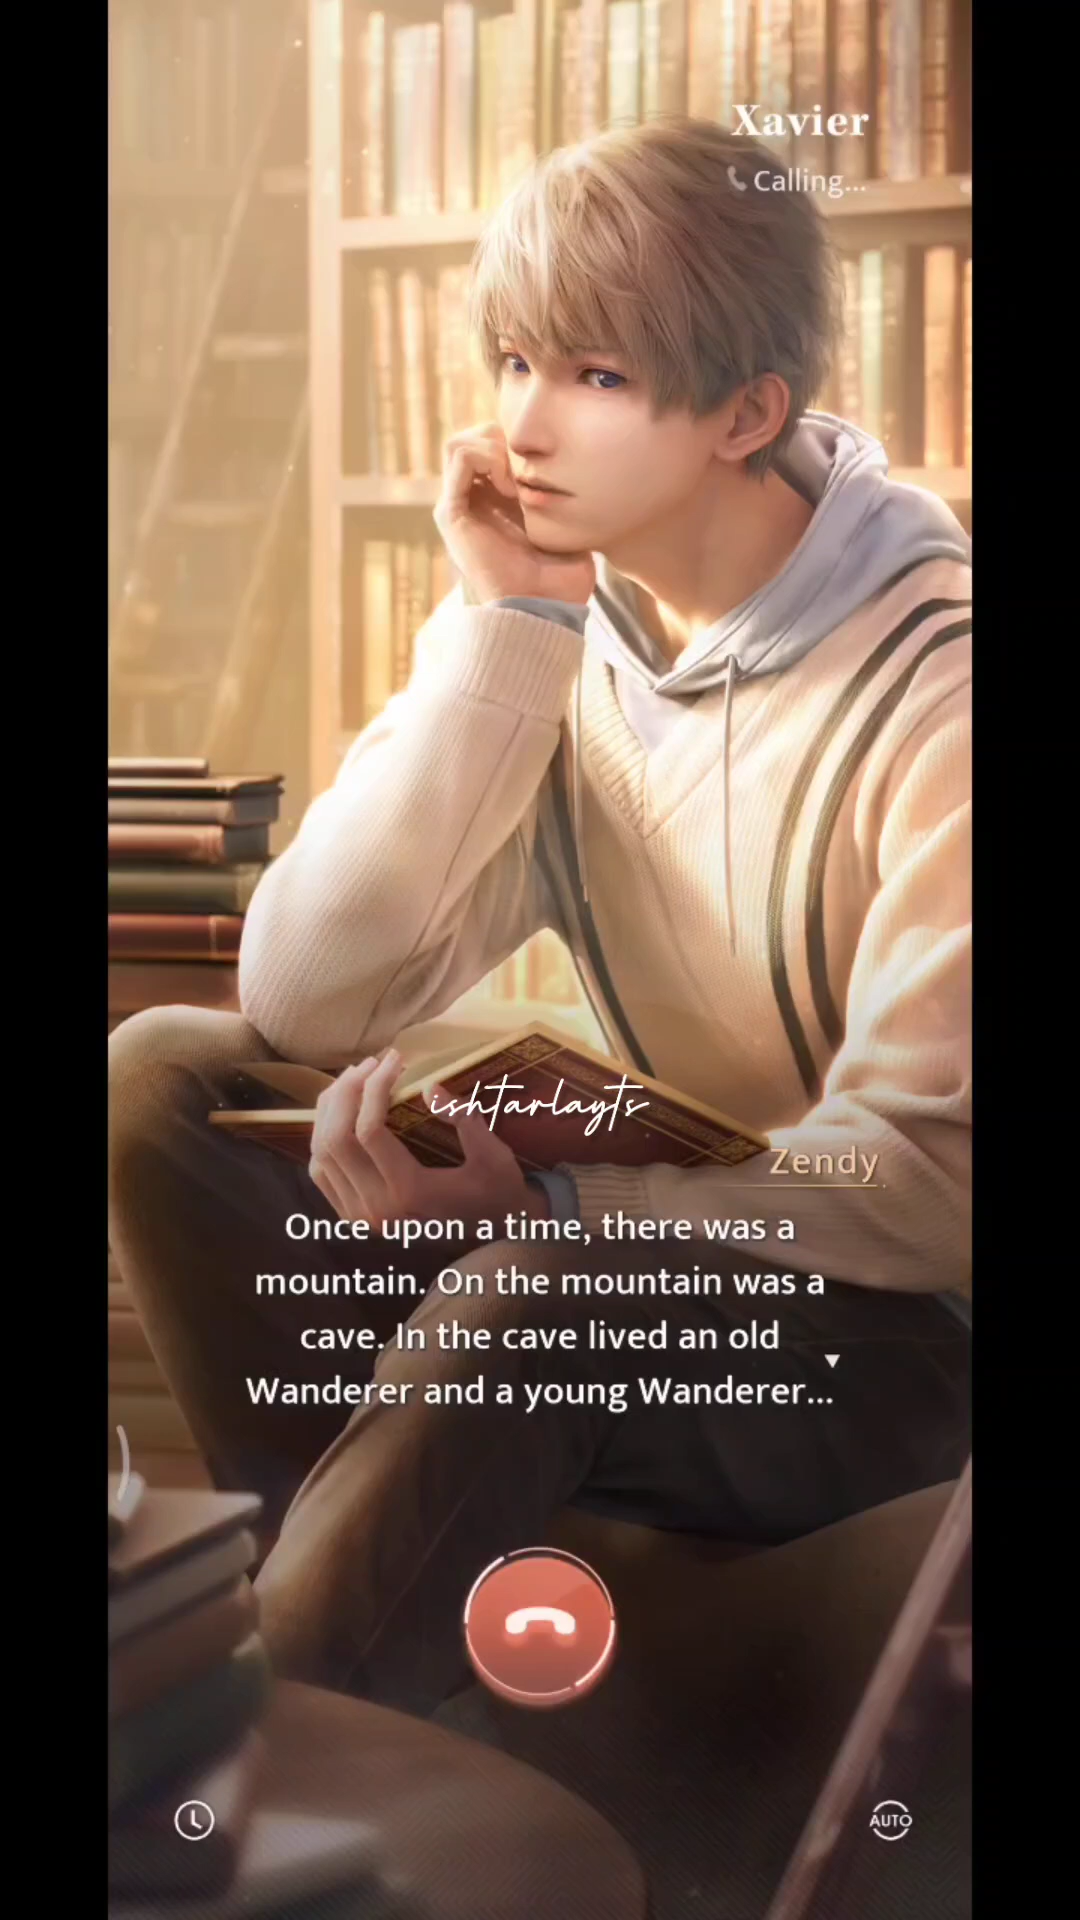 Xavier
Calling...
ishtarlayts
Zendy
Once upon a time, there was a
mountain. On the mountain was a
cave. In the cave lived an old
Wanderer and a young Wanderer...
AUTO